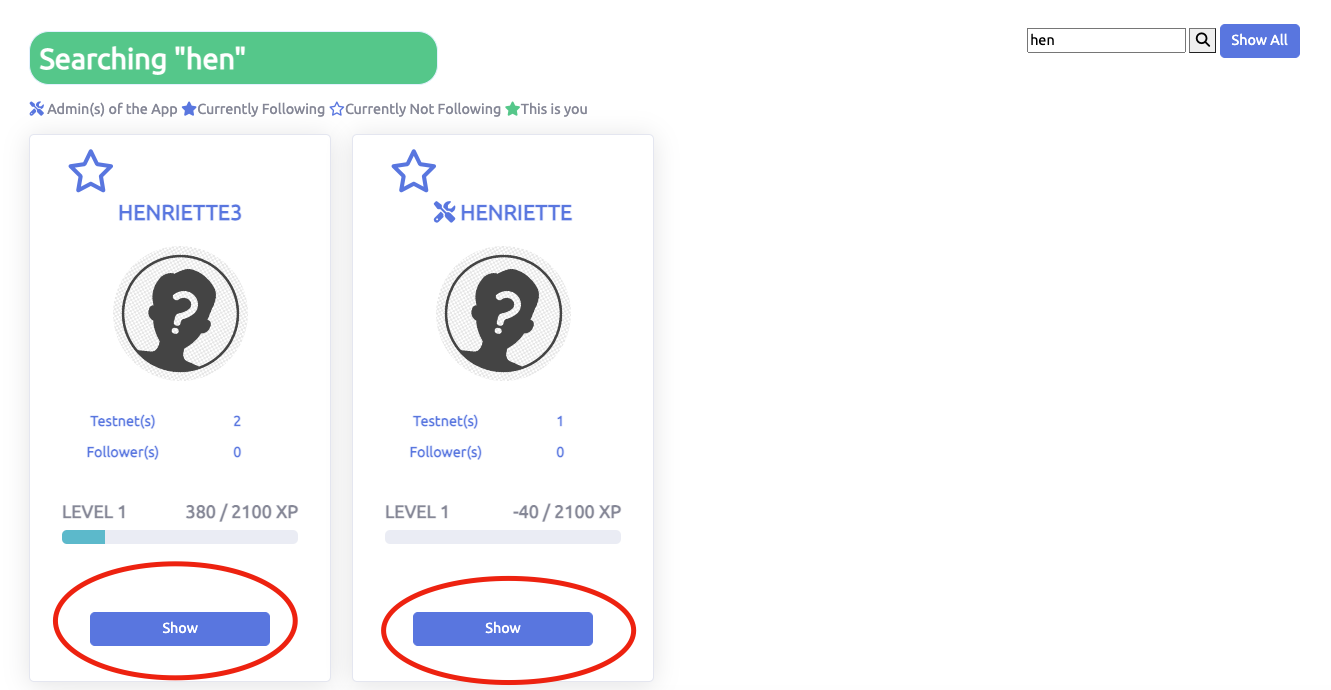 Searching "hen"
hen
Show All
Admin(s) of the App Currently Following Currently Not Following This is you
HENRIETTE3
Testnet(s) 2
Follower(s) 0
LEVEL 1 380 / 2100 XP
Show
HENRIETTE
Testnet(s) 1
Follower(s) 0
LEVEL 1 -40 / 2100 XP
Show